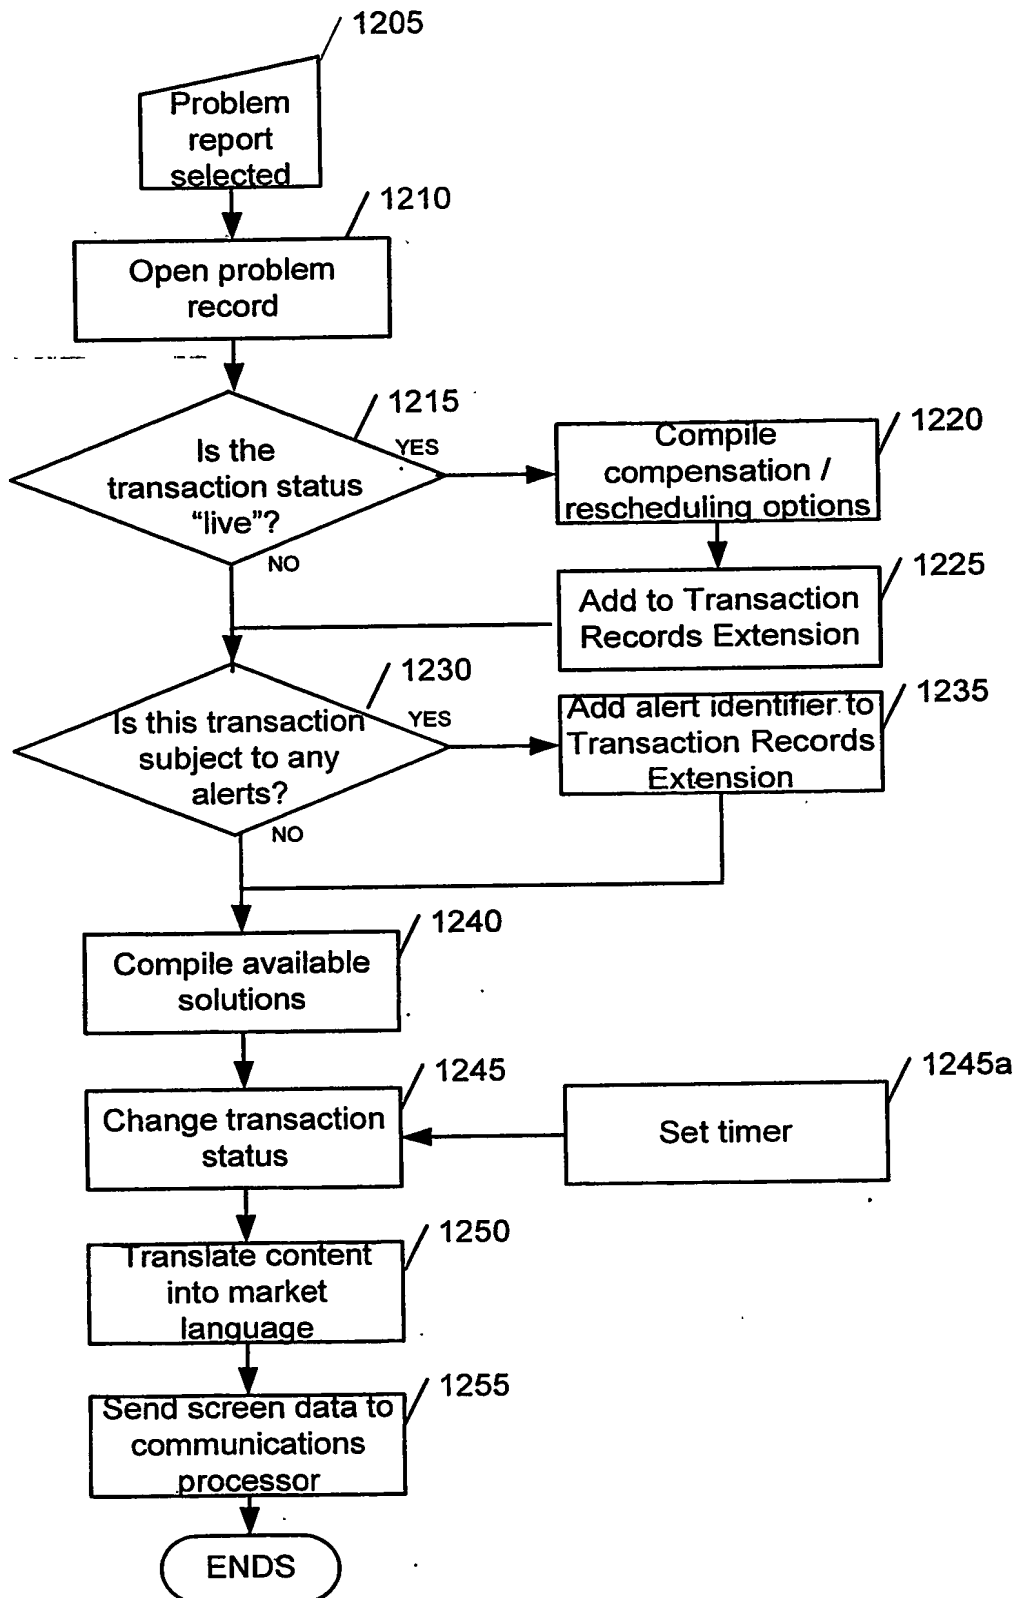 1205
Problem
report
selected
1210
Open problem
record
1215
Is the
transaction status
“live”?
YES
NO
1220
Compile
compensation /
rescheduling options
1225
Add to Transaction
Records Extension
1230
Is this transaction
subject to any
alerts?
YES
NO
1235
Add alert identifier to
Transaction Records
Extension
1240
Compile available
solutions
1245
Change transaction
status
1245a
Set timer
1250
Translate content
into market
language
1255
Send screen data to
communications
processor
ENDS